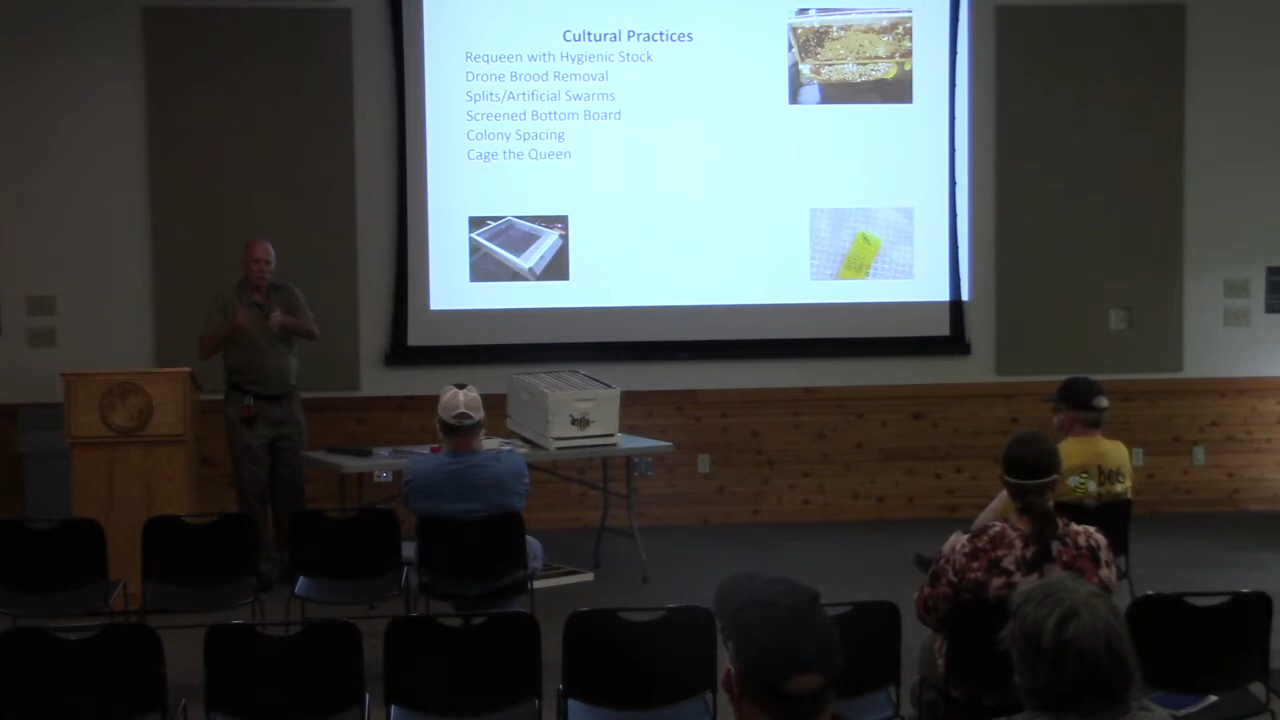 Cultural Practices
Requeen with Hygienic Stock
Drone Brood Removal
Splits/Artificial Swarms
Screened Bottom Board
Colony Spacing
Cage the Queen
bee